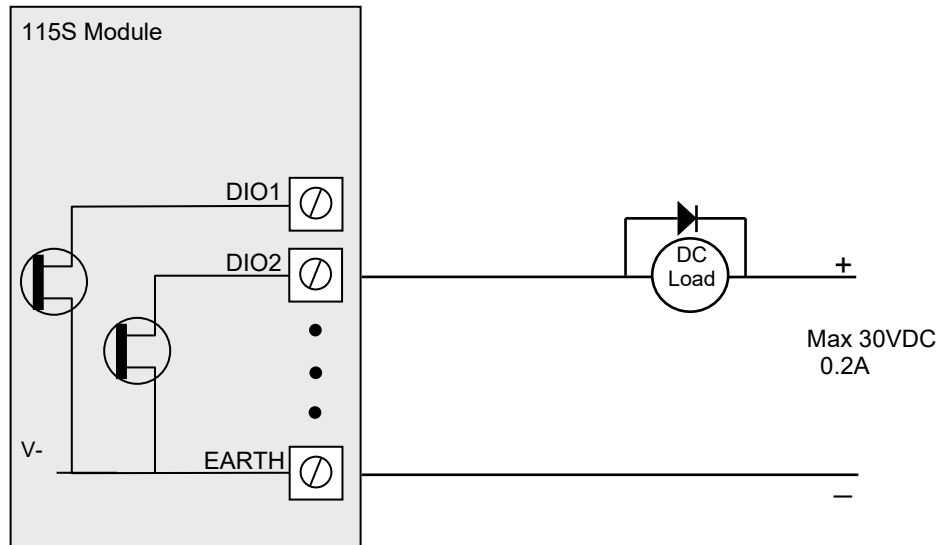 115S Module
DIO1
DIO2
DC
Load
+
Max 30VDC
0.2A
V-
EARTH
–